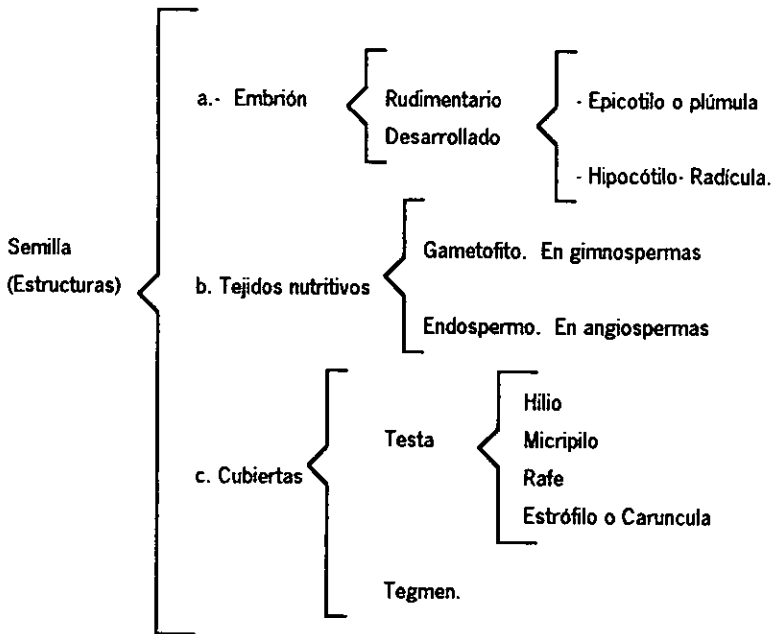 a.- Embrión
Rudimentario
Desarrollado
- Epicotilo o plúmula
- Hipocótilo- Radícula.
Semilla
(Estructuras)
b. Tejidos nutritivos
Gametofito. En gimnospermas
Endospermo. En angiospermas
c. Cubiertas
Testa
Hilio
Micripilo
Rafe
Estrófilo o Caruncula
Tegmen.